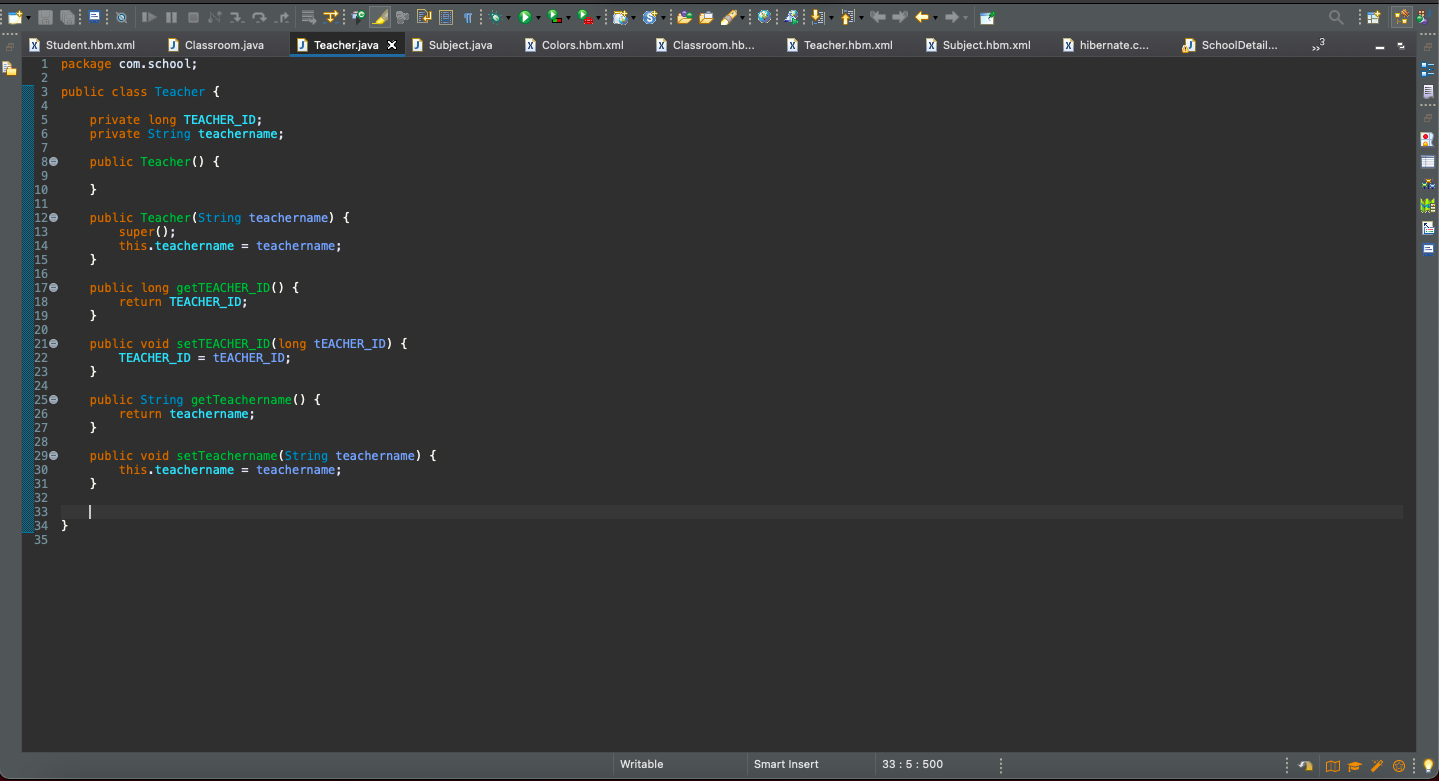 Student.hbm.xml Classroom.java Teacher.java Subject.java Colors.hbm.xml Classroom.hb... Teacher.hbm.xml Subject.hbm.xml hibernate.c... SchoolDetail... »3
1 package com.school;
2
3 public class Teacher {
4
5 private long TEACHER_ID;
6 private String teachername;
7
8 public Teacher() {
9
10 }
11
12 public Teacher(String teachername) {
13 super();
14 this.teachername = teachername;
15 }
16
17 public long getTEACHER_ID() {
18 return TEACHER_ID;
19 }
20
21 public void setTEACHER_ID(long tEACHER_ID) {
22 TEACHER_ID = tEACHER_ID;
23 }
24
25 public String getTeachername() {
26 return teachername;
27 }
28
29 public void setTeachername(String teachername) {
30 this.teachername = teachername;
31 }
32
33
34 }
35
Writable Smart Insert 33 : 5 : 500